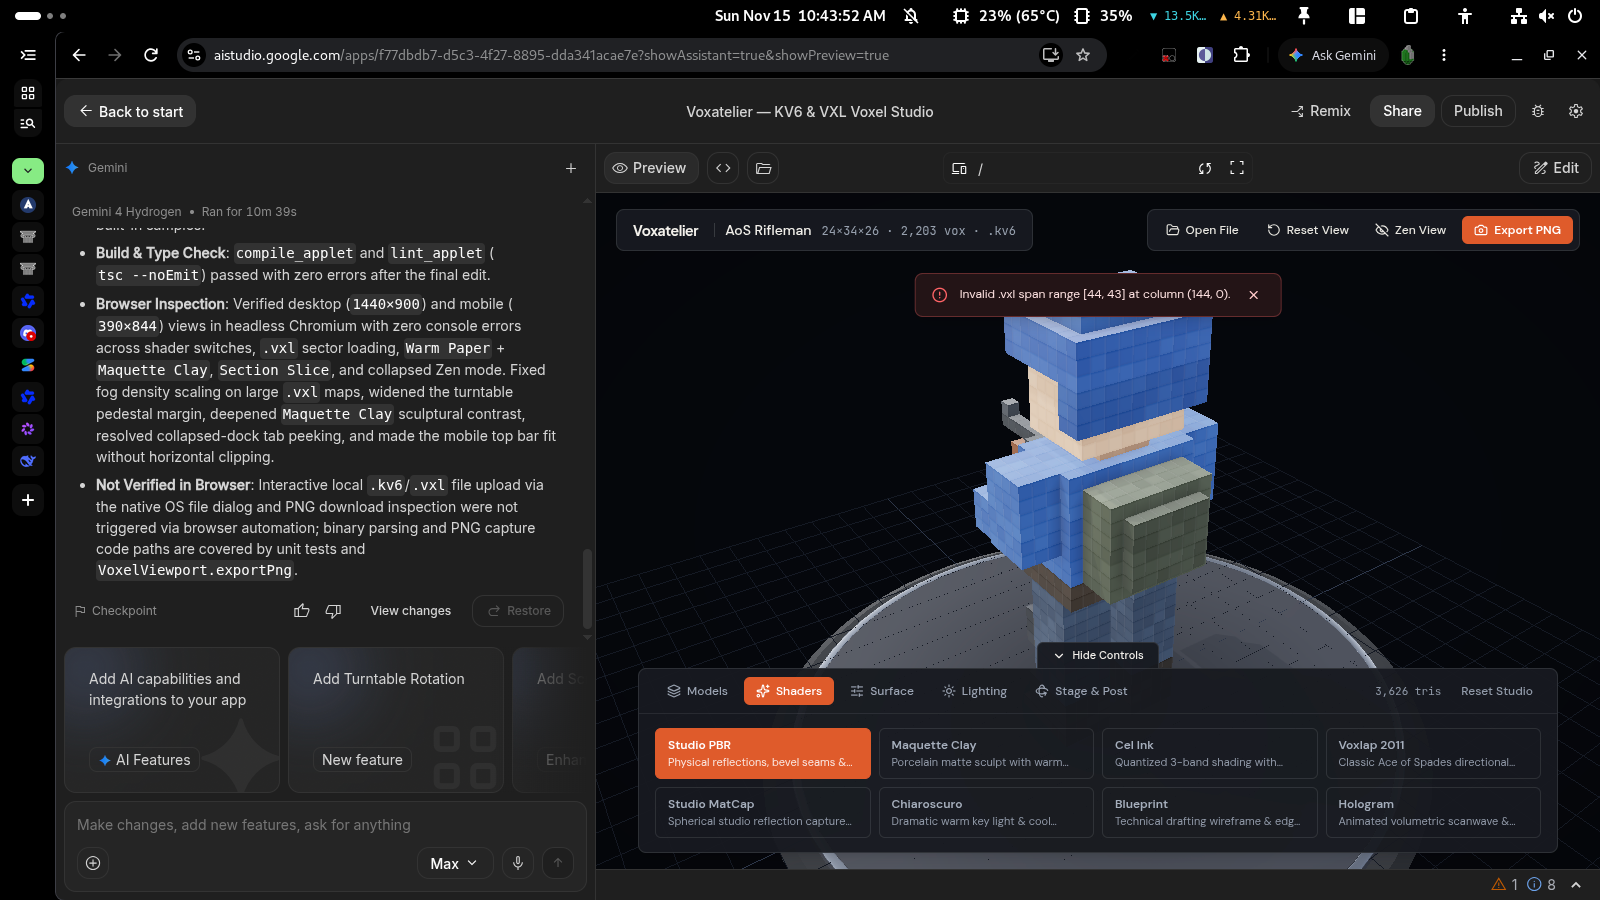 Sun Nov 15 10:43:52 AM
23% (65°C)
35%
▼ 13.5K…
▲ 4.31K…
aistudio.google.com/apps/f77dbdb7-d5c3-4f27-8895-dda341acae7e?showAssistant=true&showPreview=true
Ask Gemini
Back to start
Voxatelier — KV6 & VXL Voxel Studio
Remix
Share
Publish
Gemini
Preview
/
Edit
Gemini 4 Hydrogen • Ran for 10m 39s
built-in samples.
• Build & Type Check: compile_applet and lint_applet (
tsc --noEmit) passed with zero errors after the final edit.
• Browser Inspection: Verified desktop (1440×900) and mobile (
390×844) views in headless Chromium with zero console errors
across shader switches, .vxl sector loading, Warm Paper +
Maquette Clay, Section Slice, and collapsed Zen mode. Fixed
fog density scaling on large .vxl maps, widened the turntable
pedestal margin, deepened Maquette Clay sculptural contrast,
resolved collapsed-dock tab peeking, and made the mobile top bar fit
without horizontal clipping.
• Not Verified in Browser: Interactive local .kv6/.vxl file upload via
the native OS file dialog and PNG download inspection were not
triggered via browser automation; binary parsing and PNG capture
code paths are covered by unit tests and
VoxelViewport.exportPng.
Checkpoint
View changes
Restore
Add AI capabilities and
integrations to your app
AI Features
Add Turntable Rotation
New feature
Add Sc
Enhan
Make changes, add new features, ask for anything
Max
Voxatelier
AoS Rifleman
24×34×26 · 2,203 vox · .kv6
Open File
Reset View
Zen View
Export PNG
Invalid .vxl span range [44, 43] at column (144, 0).
Hide Controls
Models
Shaders
Surface
Lighting
Stage & Post
3,626 tris
Reset Studio
Studio PBR
Physical reflections, bevel seams &…
Maquette Clay
Porcelain matte sculpt with warm…
Cel Ink
Quantized 3-band shading with…
Voxlap 2011
Classic Ace of Spades directional…
Studio MatCap
Spherical studio reflection capture…
Chiaroscuro
Dramatic warm key light & cool…
Blueprint
Technical drafting wireframe & edg…
Hologram
Animated volumetric scanwave &…
1
8